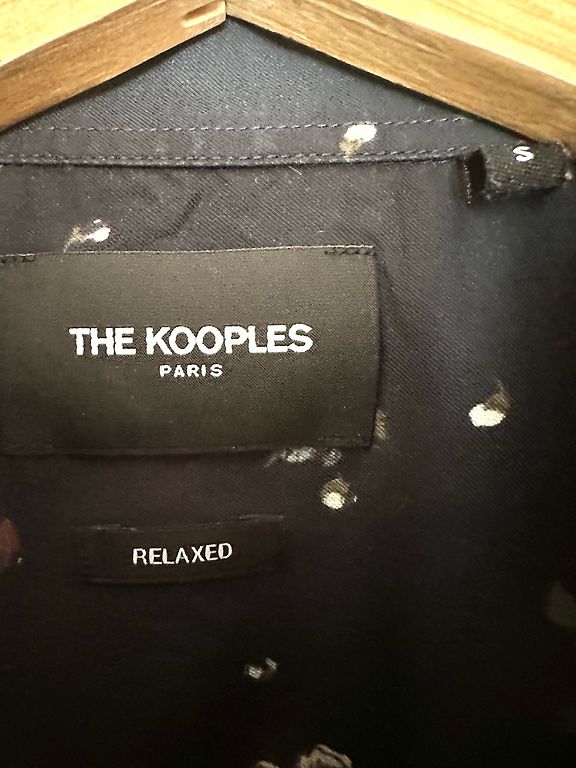 S
THE KOOPLES
PARIS
RELAXED